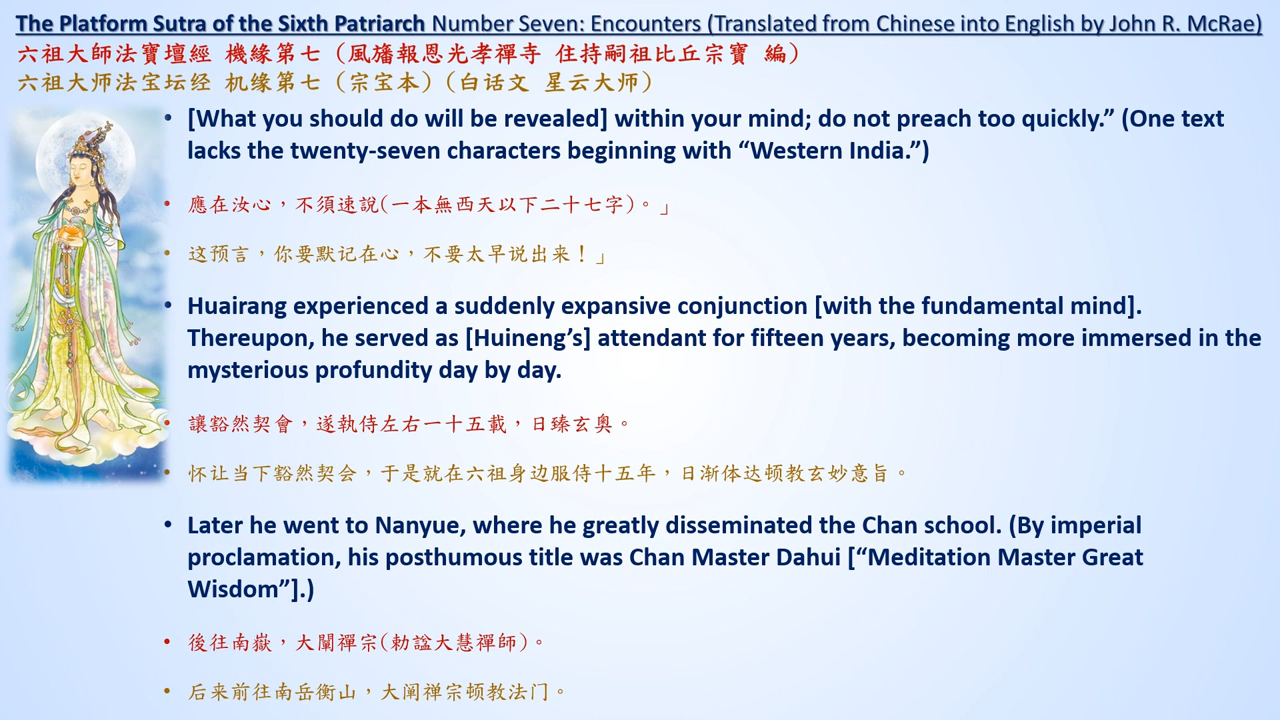 The Platform Sutra of the Sixth Patriarch Number Seven: Encounters (Translated from Chinese into English by John R. McRae)
六祖大師法寶壇經 機緣第七（風旛報恩光孝禪寺 住持嗣祖比丘宗寶 編）
六祖大师法宝坛经 机缘第七（宗宝本）（白话文 星云大师）
• [What you should do will be revealed] within your mind; do not preach too quickly.” (One text
lacks the twenty-seven characters beginning with “Western India.”)
• 應在汝心，不須速說(一本無西天以下二十七字)。」
• 这预言，你要默记在心，不要太早说出来！」
• Huairang experienced a suddenly expansive conjunction [with the fundamental mind].
Thereupon, he served as [Huineng’s] attendant for fifteen years, becoming more immersed in the
mysterious profundity day by day.
• 讓豁然契會，遂執侍左右一十五載，日臻玄奧。
• 怀让当下豁然契会，于是就在六祖身边服侍十五年，日渐体达顿教玄妙意旨。
• Later he went to Nanyue, where he greatly disseminated the Chan school. (By imperial
proclamation, his posthumous title was Chan Master Dahui [“Meditation Master Great
Wisdom”].)
• 後往南嶽，大闡禪宗(勅諡大慧禪師)。
• 后来前往南岳衡山，大阐禅宗顿教法门。